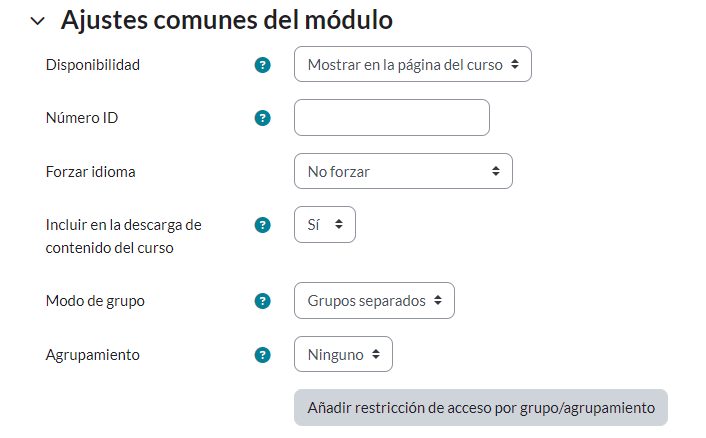 Ajustes comunes del módulo
Disponibilidad ? Mostrar en la página del curso
Número ID ?
Forzar idioma No forzar
Incluir en la descarga de ? Sí
contenido del curso
Modo de grupo ? Grupos separados
Agrupamiento ? Ninguno
Añadir restricción de acceso por grupo/agrupamiento